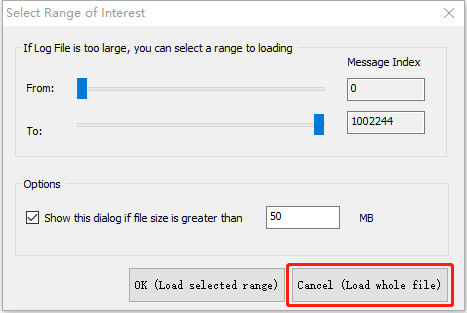 Select Range of Interest
If Log File is too large, you can select a range to loading
Message Index
From:
0
To:
1002244
Options
Show this dialog if file size is greater than 50 MB
OK (Load selected range) Cancel (Load whole file)